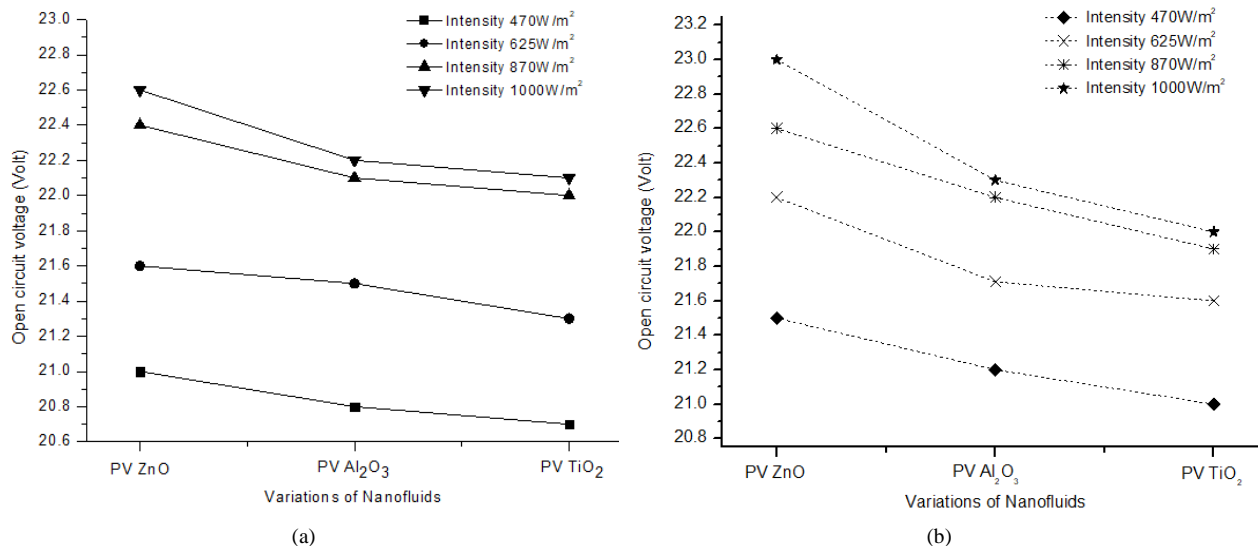 23.0
22.8
22.6
22.4
22.2
22.0
21.8
21.6
21.4
21.2
21.0
20.8
20.6
Open circuit voltage (Volt)
Intensity 470W/m²
Intensity 625W/m²
Intensity 870W/m²
Intensity 1000W/m²
PV ZnO PV Al₂O₃ PV TiO₂
Variations of Nanofluids
(a)
23.2
23.0
22.8
22.6
22.4
22.2
22.0
21.8
21.6
21.4
21.2
21.0
20.8
Open circuit voltage (Volt)
Intensity 470W/m²
Intensity 625W/m²
Intensity 870W/m²
Intensity 1000W/m²
PV ZnO PV Al₂O₃ PV TiO₂
Variations of Nanofluids
(b)